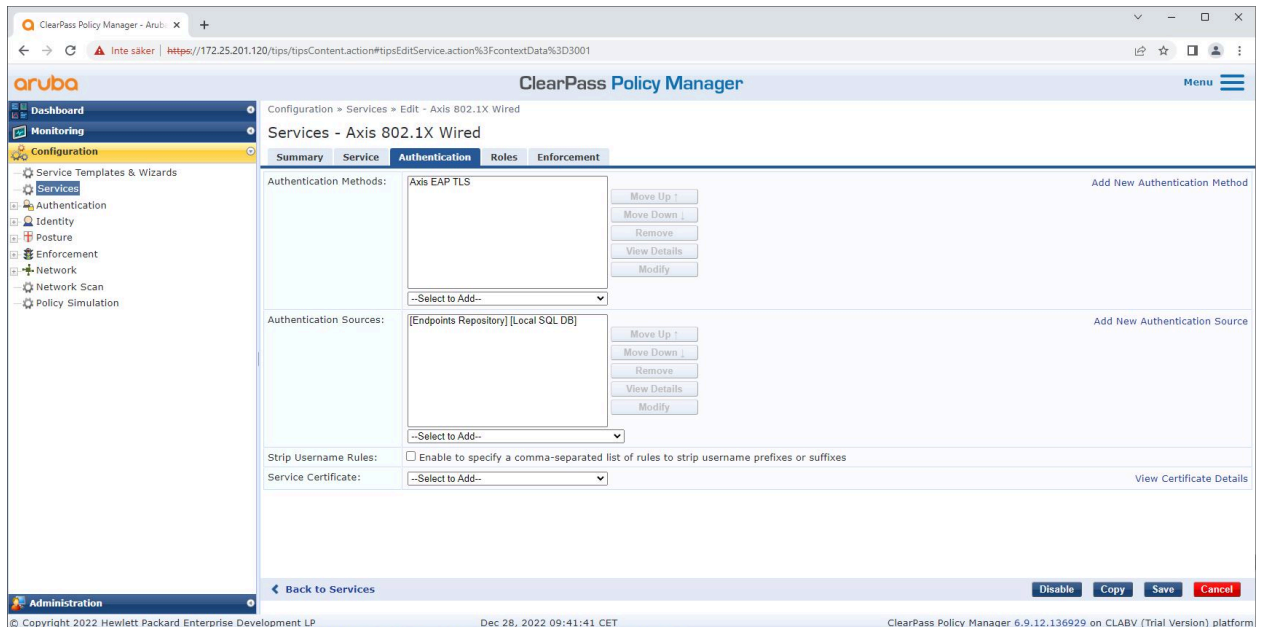 ClearPass Policy Manager - Arub
Inte säker | https://172.25.201.120/tips/tipsContent.action#tipsEditService.action%3FcontextData%3D3001
aruba
ClearPass Policy Manager
Menu
Dashboard
Monitoring
Configuration
Service Templates & Wizards
Services
Authentication
Identity
Posture
Enforcement
Network
Network Scan
Policy Simulation
Administration
Configuration » Services » Edit - Axis 802.1X Wired
Services - Axis 802.1X Wired
Summary Service Authentication Roles Enforcement
Authentication Methods:
Axis EAP TLS
Move Up ↑
Move Down ↓
Remove
View Details
Modify
--Select to Add--
Add New Authentication Method
Authentication Sources:
[Endpoints Repository] [Local SQL DB]
Move Up ↑
Move Down ↓
Remove
View Details
Modify
--Select to Add--
Add New Authentication Source
Strip Username Rules:
Enable to specify a comma-separated list of rules to strip username prefixes or suffixes
Service Certificate:
--Select to Add--
View Certificate Details
Back to Services
Disable Copy Save Cancel
© Copyright 2022 Hewlett Packard Enterprise Development LP
Dec 28, 2022 09:41:41 CET
ClearPass Policy Manager 6.9.12.136929 on CLABV (Trial Version) platform